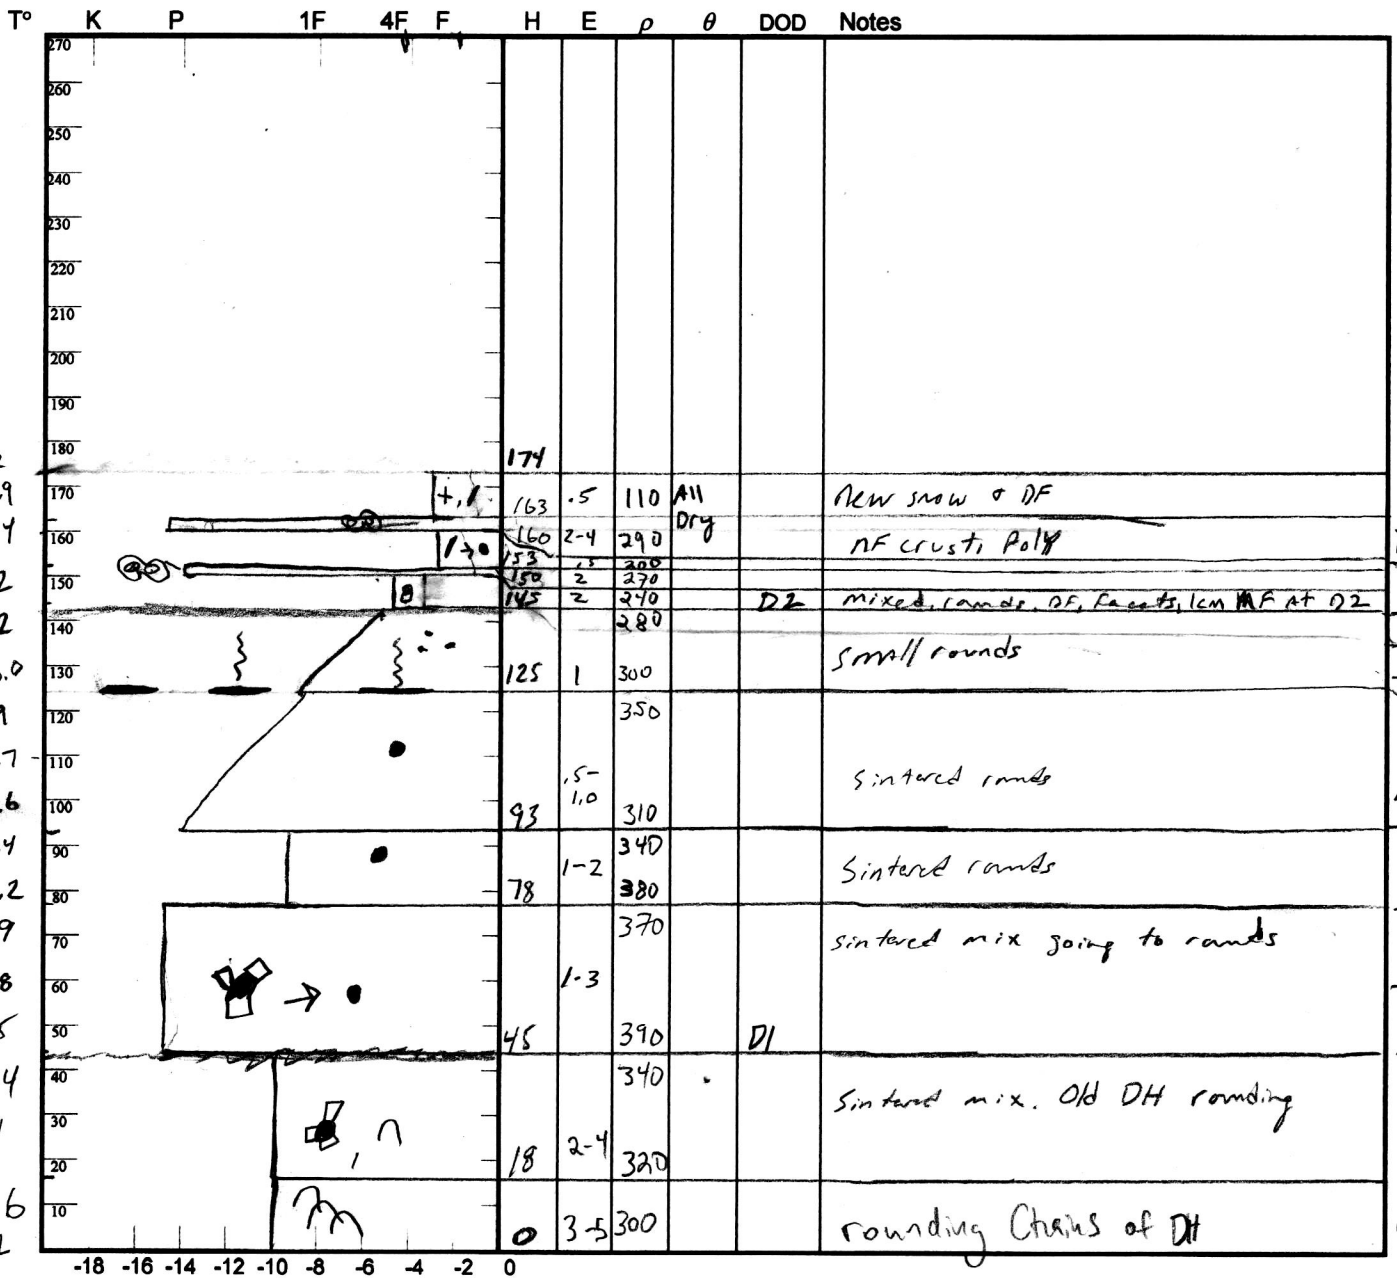 T° K P 1F 4F F H E ρ θ DOD Notes
270
260
250
240
230
220
210
200
190
180 174
170 +, / 163 .5 110 All Dry New snow & DF
160 160 2-4 290 MF crust, Poly
153 .5 200
150 150 2 270
8 145 2 240 D2 mixed, rounds, DF, Facets, 1cm MF At D2
140 280
130 125 1 300 Small rounds
120 350
110 .5-
100 1.0 Sintered rounds
93 310
90 340
1-2 Sintered rounds
80 78 380
70 370 Sintered mix going to rounds
60 → 1-3
50 45 390 D1
40 340 Sintered mix. Old DH rounding
30
20 18 2-4 320
10 0 3-5 300 rounding Chains of DH
-18 -16 -14 -12 -10 -8 -6 -4 -2 0